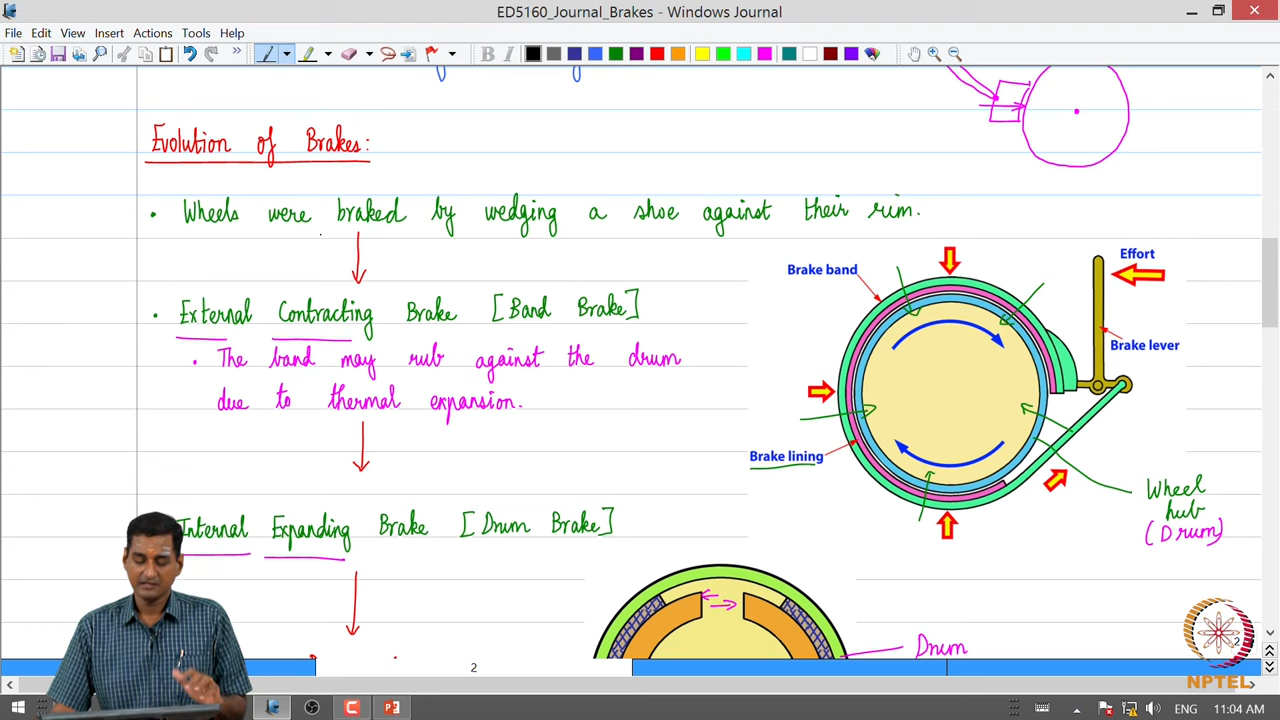 ED5160_Journal_Brakes - Windows Journal
File Edit View Insert Actions Tools Help
B I
Evolution of Brakes:
• Wheels were braked by wedging a shoe against their rim.
• External Contracting Brake [Band Brake]
• The band may rub against the drum
due to thermal expansion.
Internal Expanding Brake [Drum Brake]
Brake band
Effort
Brake lever
Brake lining
Wheel
hub
(Drum)
Drum
2
2
NPTEL
ENG 11:04 AM